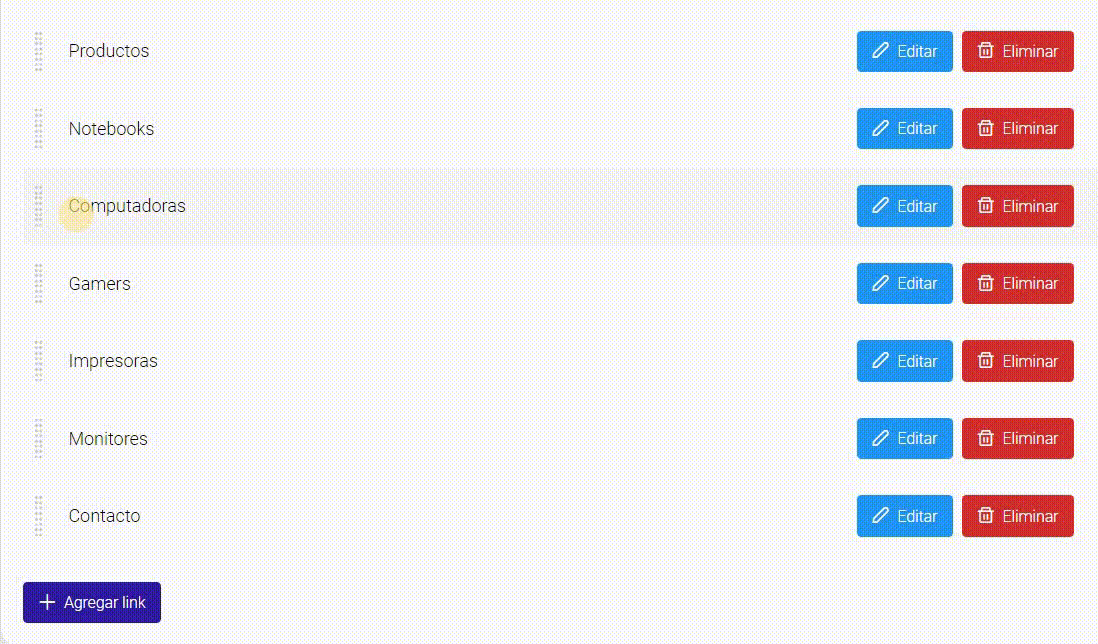 Productos Editar Eliminar
Notebooks Editar Eliminar
Computadoras Editar Eliminar
Gamers Editar Eliminar
Impresoras Editar Eliminar
Monitores Editar Eliminar
Contacto Editar Eliminar
Agregar link